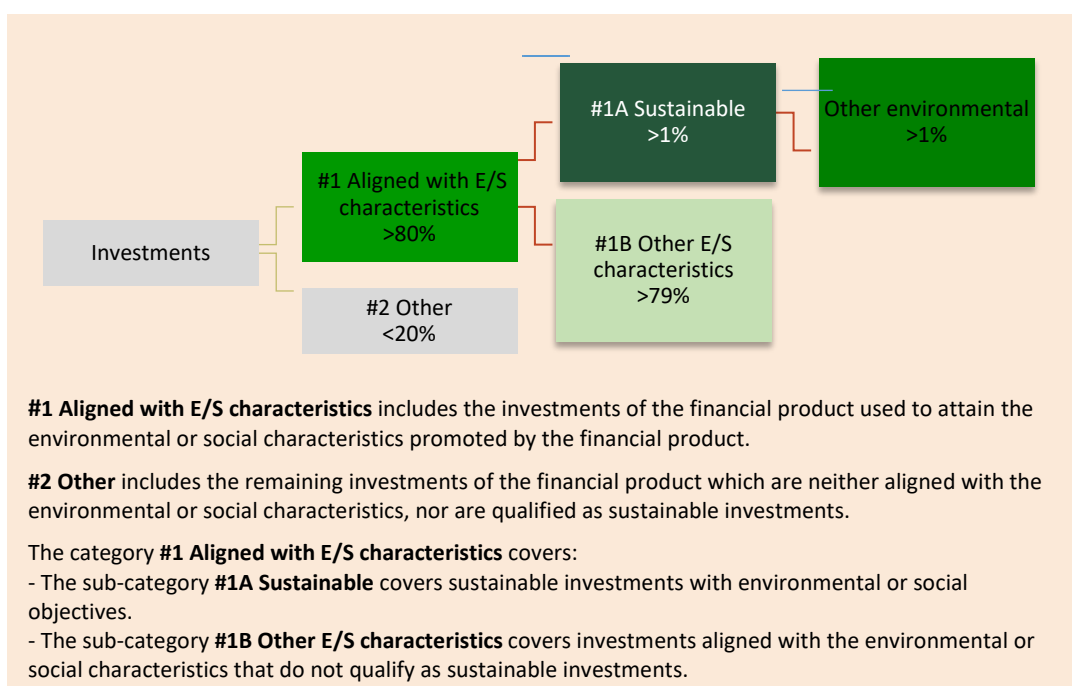 #1A Sustainable
>1%
Other environmental
>1%
#1 Aligned with E/S
characteristics
>80%
Investments
#1B Other E/S
characteristics
>79%
#2 Other
<20%
#1 Aligned with E/S characteristics includes the investments of the financial product used to attain the
environmental or social characteristics promoted by the financial product.
#2 Other includes the remaining investments of the financial product which are neither aligned with the
environmental or social characteristics, nor are qualified as sustainable investments.
The category #1 Aligned with E/S characteristics covers:
- The sub-category #1A Sustainable covers sustainable investments with environmental or social
objectives.
- The sub-category #1B Other E/S characteristics covers investments aligned with the environmental or
social characteristics that do not qualify as sustainable investments.